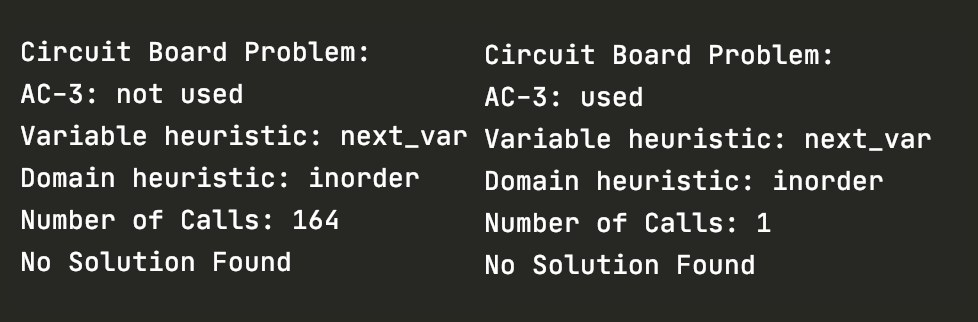 Circuit Board Problem:
AC-3: not used
Variable heuristic: next_var
Domain heuristic: inorder
Number of Calls: 164
No Solution Found
Circuit Board Problem:
AC-3: used
Variable heuristic: next_var
Domain heuristic: inorder
Number of Calls: 1
No Solution Found